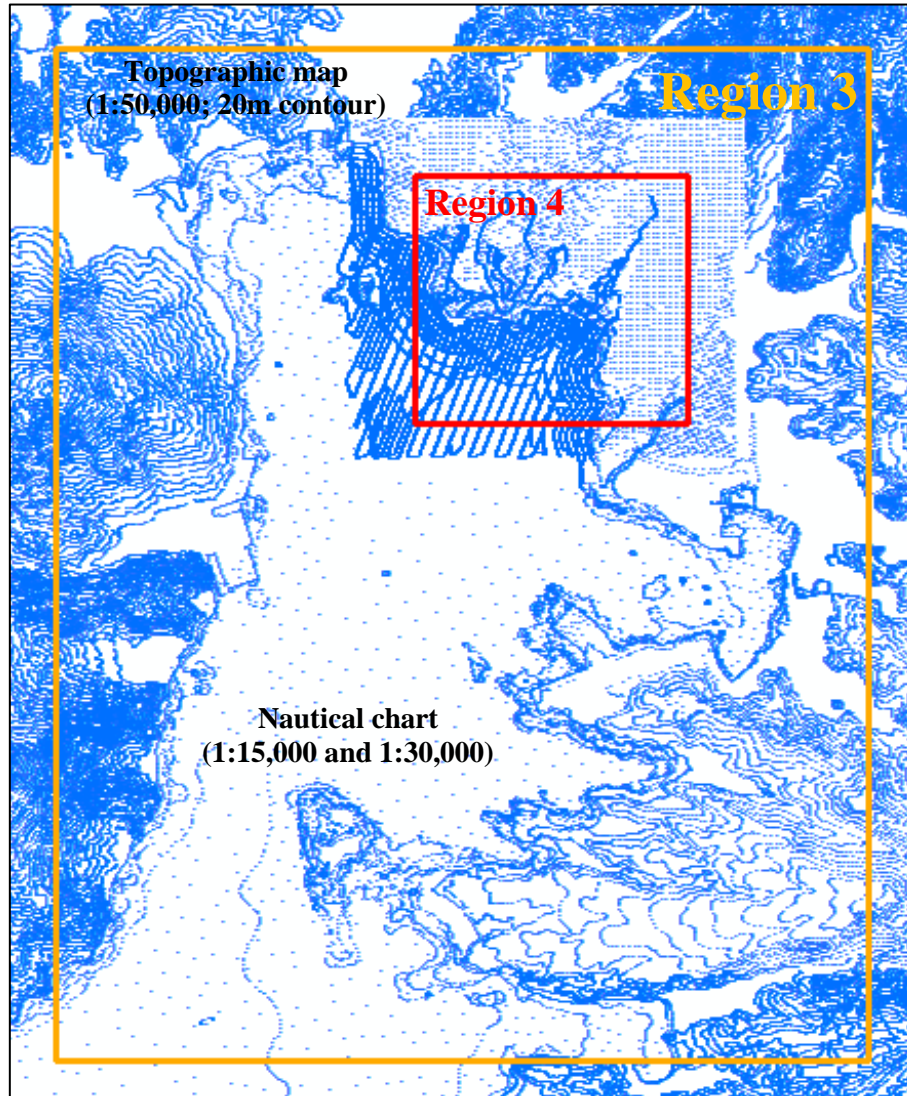 Topographic map
(1:50,000; 20m contour)
Region 3
Region 4
Nautical chart
(1:15,000 and 1:30,000)